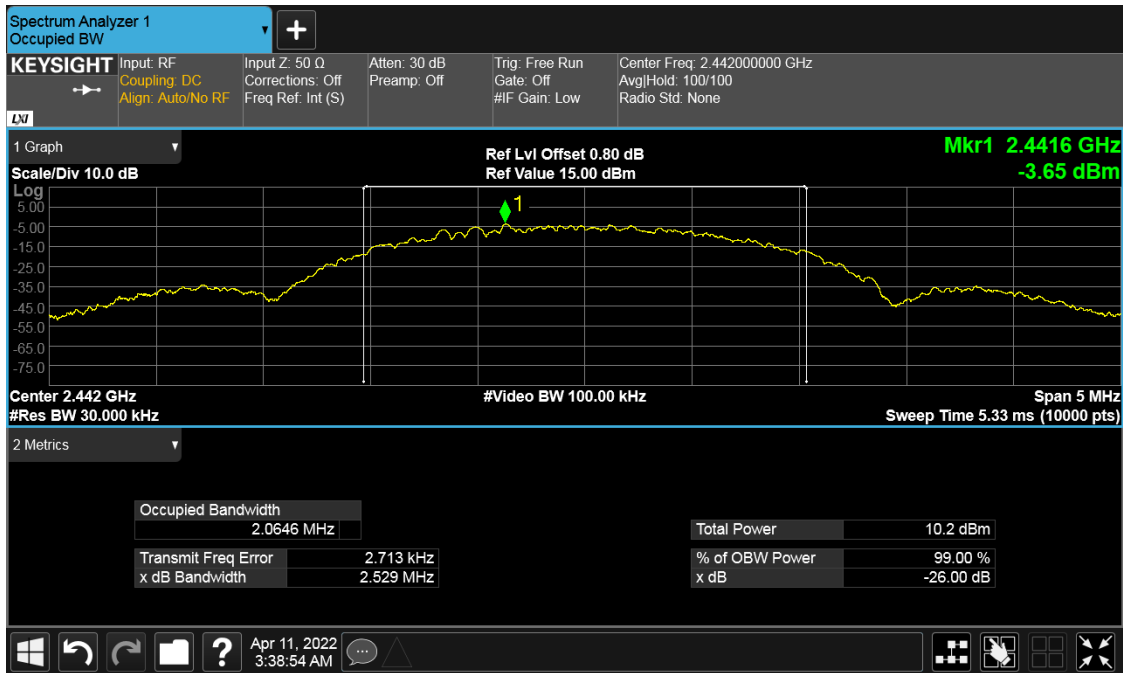 Spectrum Analyzer 1
Occupied BW
+
KEYSIGHT
LXI
Input: RF
Coupling: DC
Align: Auto/No RF
Input Z: 50 Ω
Corrections: Off
Freq Ref: Int (S)
Atten: 30 dB
Preamp: Off
Trig: Free Run
Gate: Off
#IF Gain: Low
Center Freq: 2.442000000 GHz
Avg|Hold: 100/100
Radio Std: None
1 Graph
Scale/Div 10.0 dB
Ref Lvl Offset 0.80 dB
Ref Value 15.00 dBm
Mkr1 2.4416 GHz
-3.65 dBm
Log
1
5.00
-5.00
-15.0
-25.0
-35.0
-45.0
-55.0
-65.0
-75.0
Center 2.442 GHz
#Res BW 30.000 kHz
#Video BW 100.00 kHz
Span 5 MHz
Sweep Time 5.33 ms (10000 pts)
2 Metrics
Occupied Bandwidth
2.0646 MHz
Transmit Freq Error 2.713 kHz
x dB Bandwidth 2.529 MHz
Total Power 10.2 dBm
% of OBW Power 99.00 %
x dB -26.00 dB
?
Apr 11, 2022
3:38:54 AM